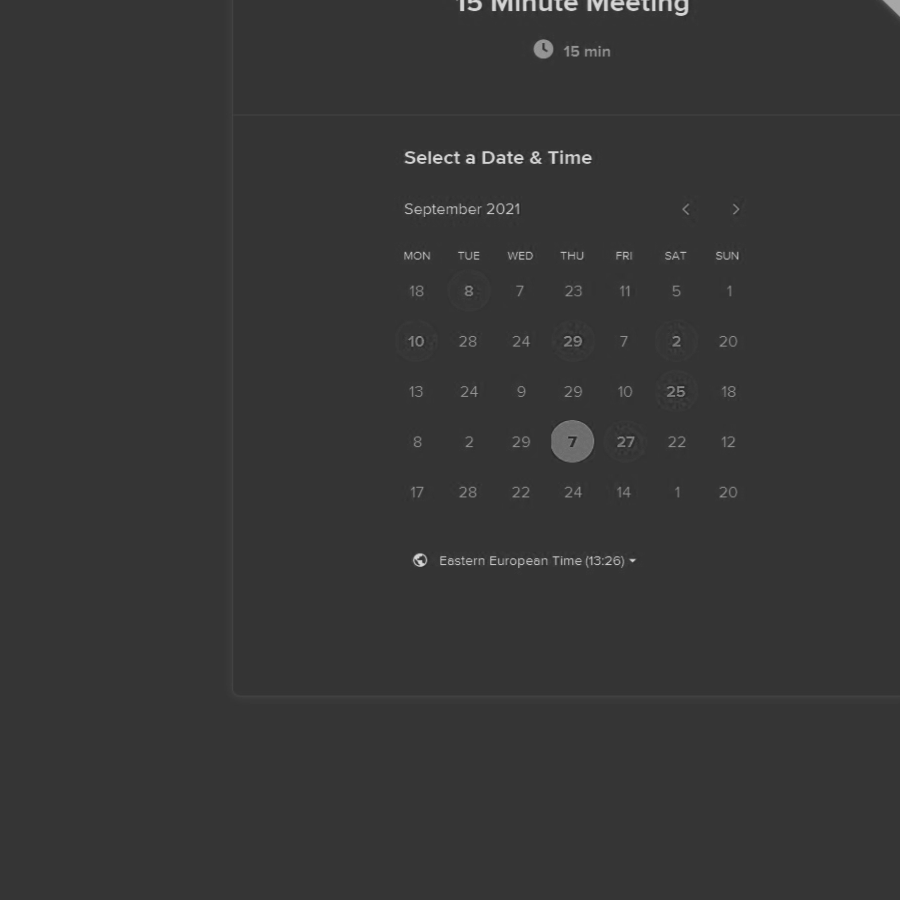 15 Minute Meeting
15 min
Select a Date & Time
September 2021
MON TUE WED THU FRI SAT SUN
18 8 7 23 11 5 1
10 28 24 29 7 2 20
13 24 9 29 10 25 18
8 2 29 7 27 22 12
17 28 22 24 14 1 20
Eastern European Time (13:26)